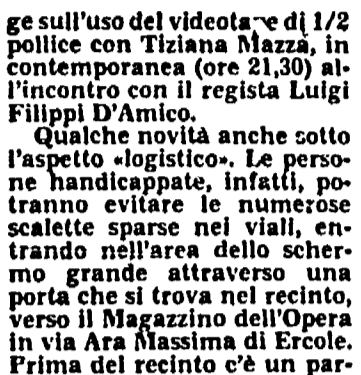 ge sull'uso del videotape di 1/2
pollice con Tiziana Mazzà, in
contemporanea (ore 21,30) al-
l'incontro con il regista Luigi
Filippi D'Amico.
Qualche novità anche sotto
l'aspetto «logistico». Le perso-
ne handicappate, infatti, po-
tranno evitare le numerose
scalette sparse nei viali, en-
trando nell'area dello scher-
mo grande attraverso una
porta che si trova nel recinto,
verso il Magazzino dell'Opera
in via Ara Massima di Ercole.
Prima del recinto c'è un par-